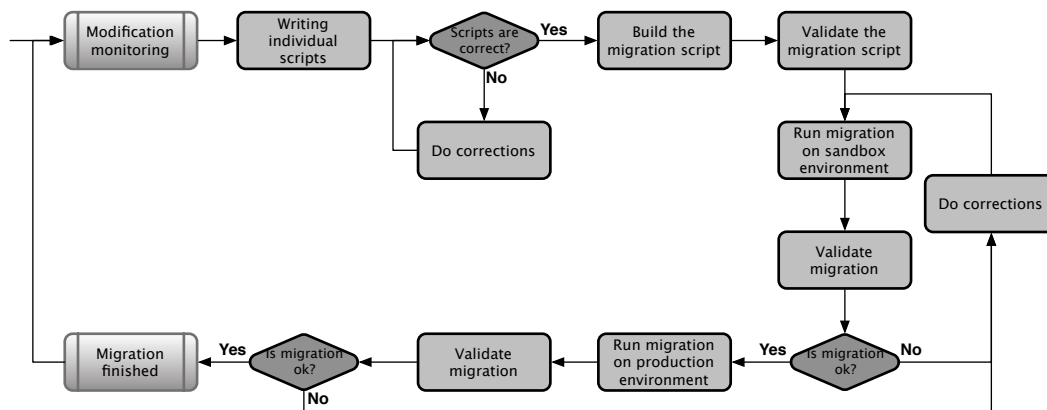 Modification
monitoring
Writing
individual
scripts
Scripts are
correct?
Yes
No
Build the
migration script
Validate the
migration script
Do corrections
Run migration
on sandbox
environment
Do corrections
Validate
migration
Migration
finished
Yes
Is migration
ok?
No
Validate
migration
Run migration
on production
environment
Yes
Is migration
ok?
No